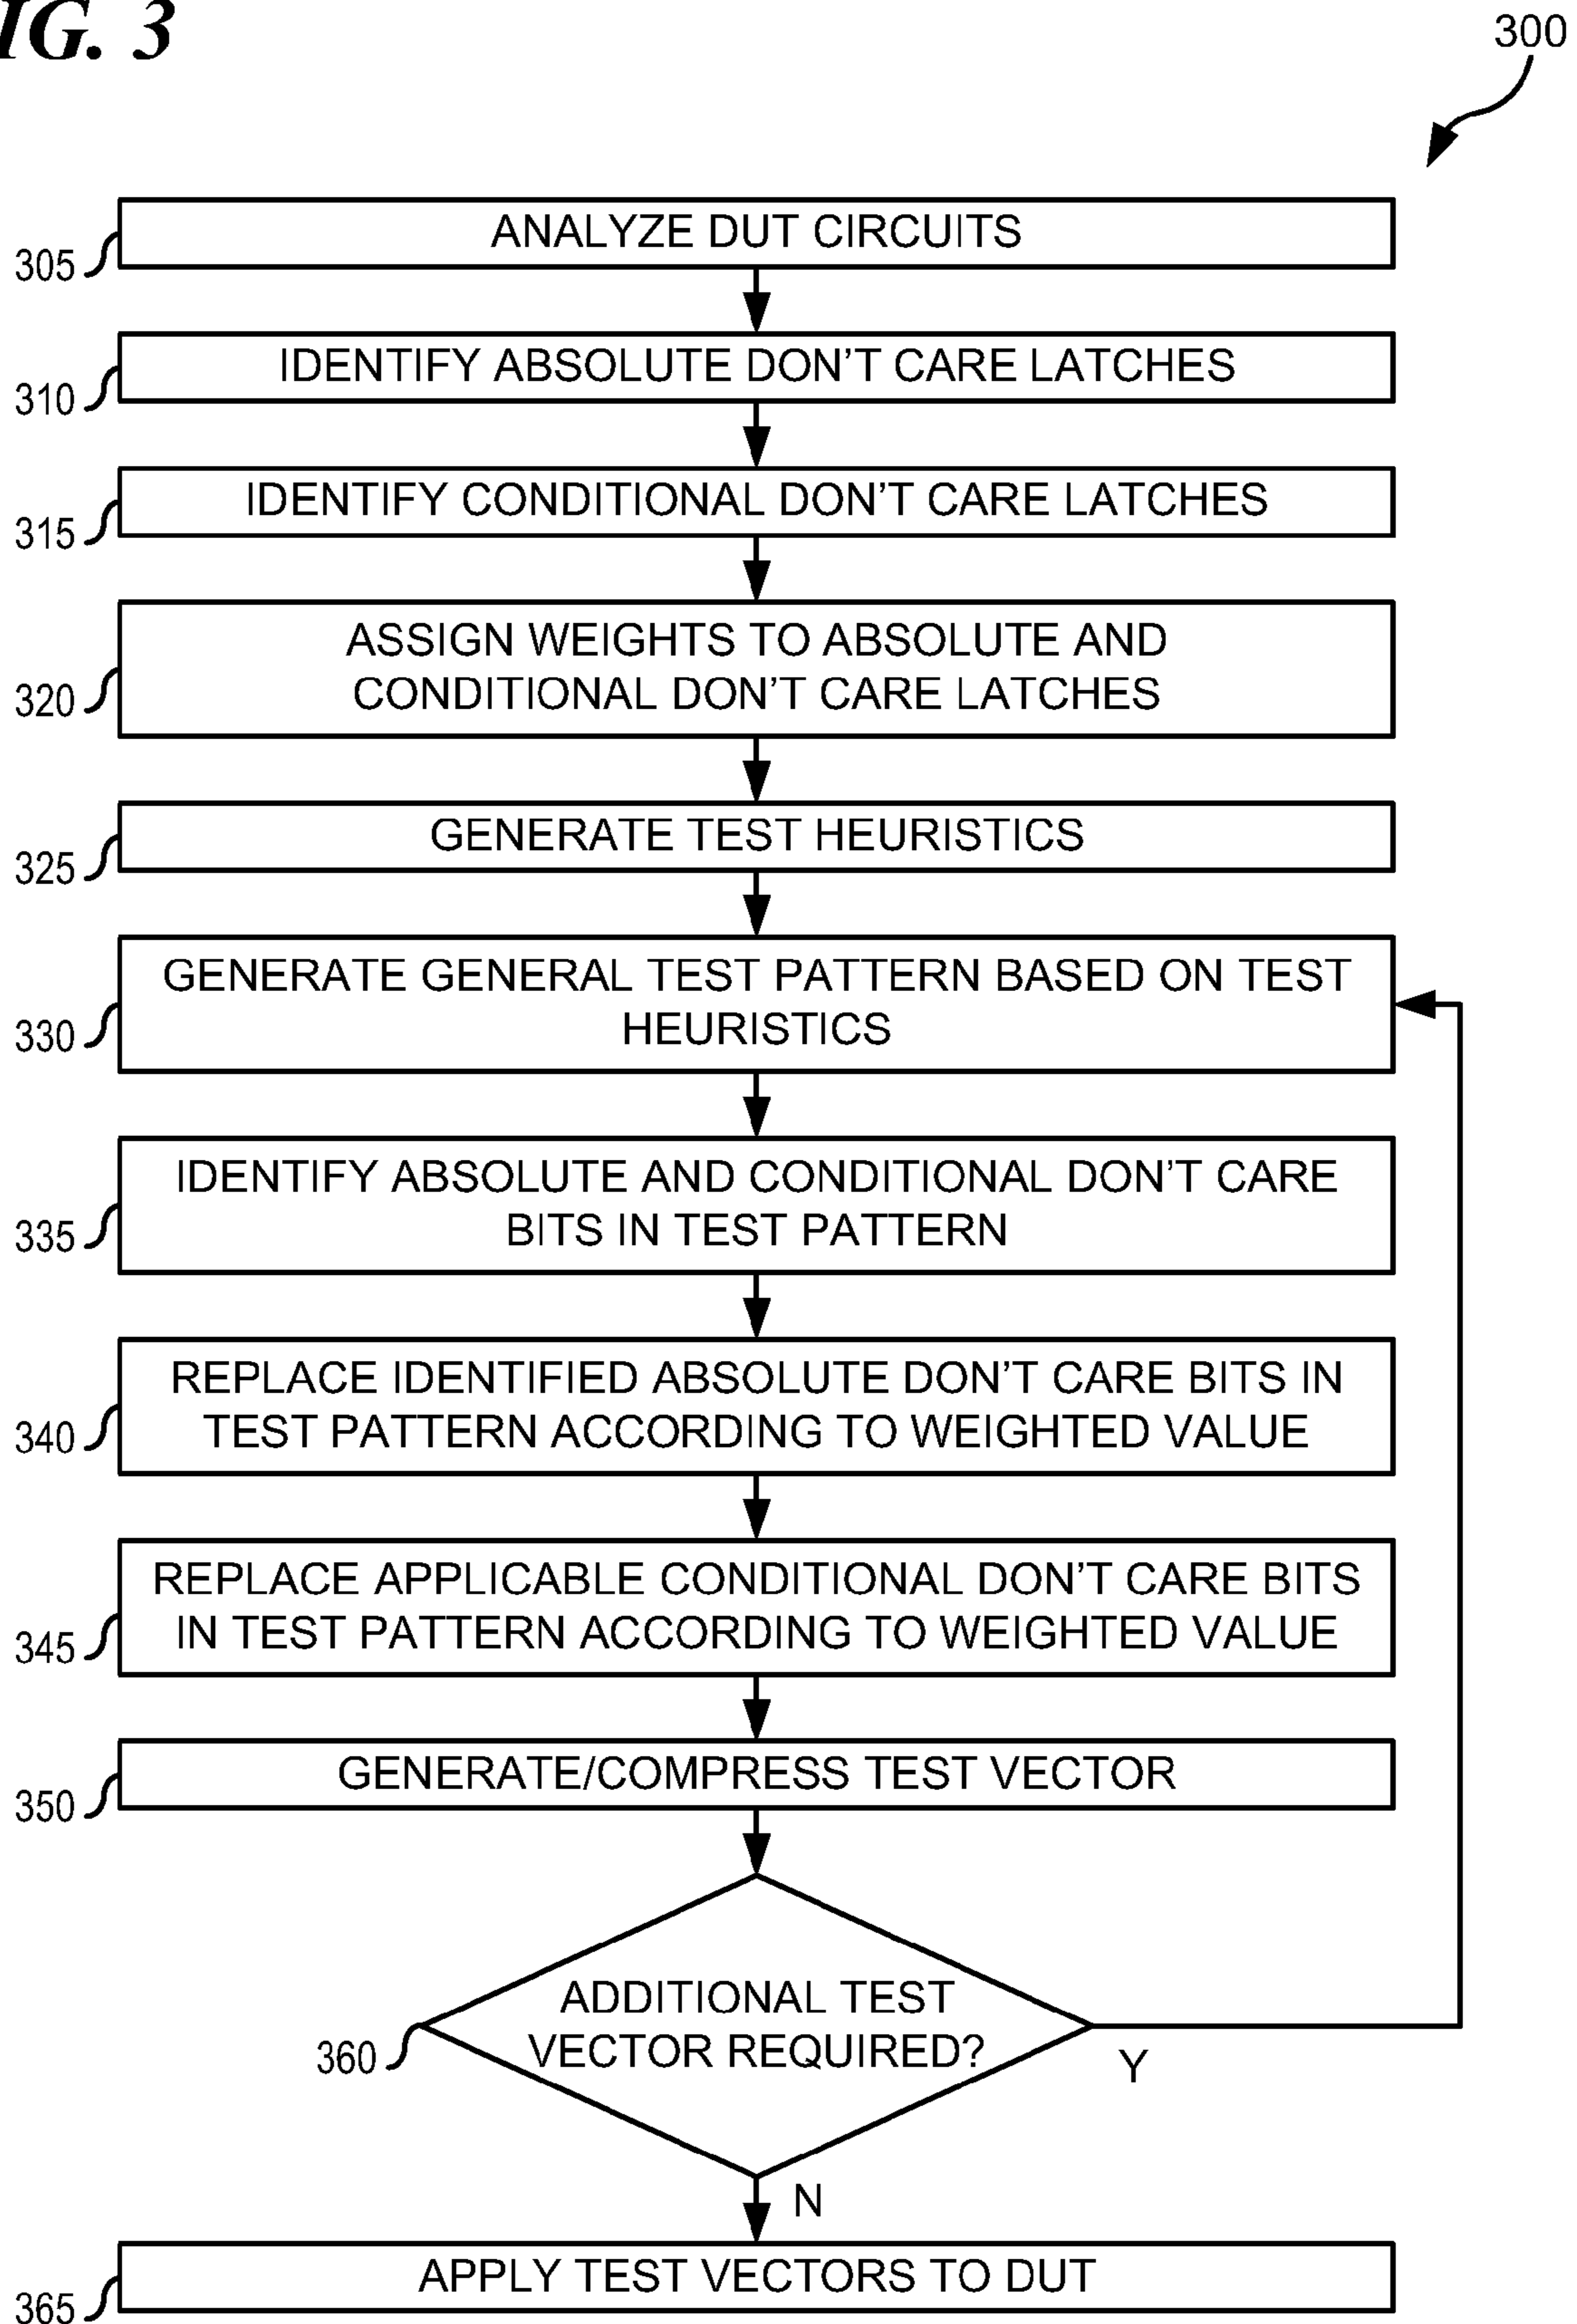 IG. 3
300
ANALYZE DUT CIRCUITS
305
IDENTIFY ABSOLUTE DON'T CARE LATCHES
310
IDENTIFY CONDITIONAL DON'T CARE LATCHES
315
ASSIGN WEIGHTS TO ABSOLUTE AND
CONDITIONAL DON'T CARE LATCHES
320
GENERATE TEST HEURISTICS
325
GENERATE GENERAL TEST PATTERN BASED ON TEST
HEURISTICS
330
IDENTIFY ABSOLUTE AND CONDITIONAL DON'T CARE
BITS IN TEST PATTERN
335
REPLACE IDENTIFIED ABSOLUTE DON'T CARE BITS IN
TEST PATTERN ACCORDING TO WEIGHTED VALUE
340
REPLACE APPLICABLE CONDITIONAL DON'T CARE BITS
IN TEST PATTERN ACCORDING TO WEIGHTED VALUE
345
GENERATE/COMPRESS TEST VECTOR
350
ADDITIONAL TEST
VECTOR REQUIRED?
360
Y
N
APPLY TEST VECTORS TO DUT
365